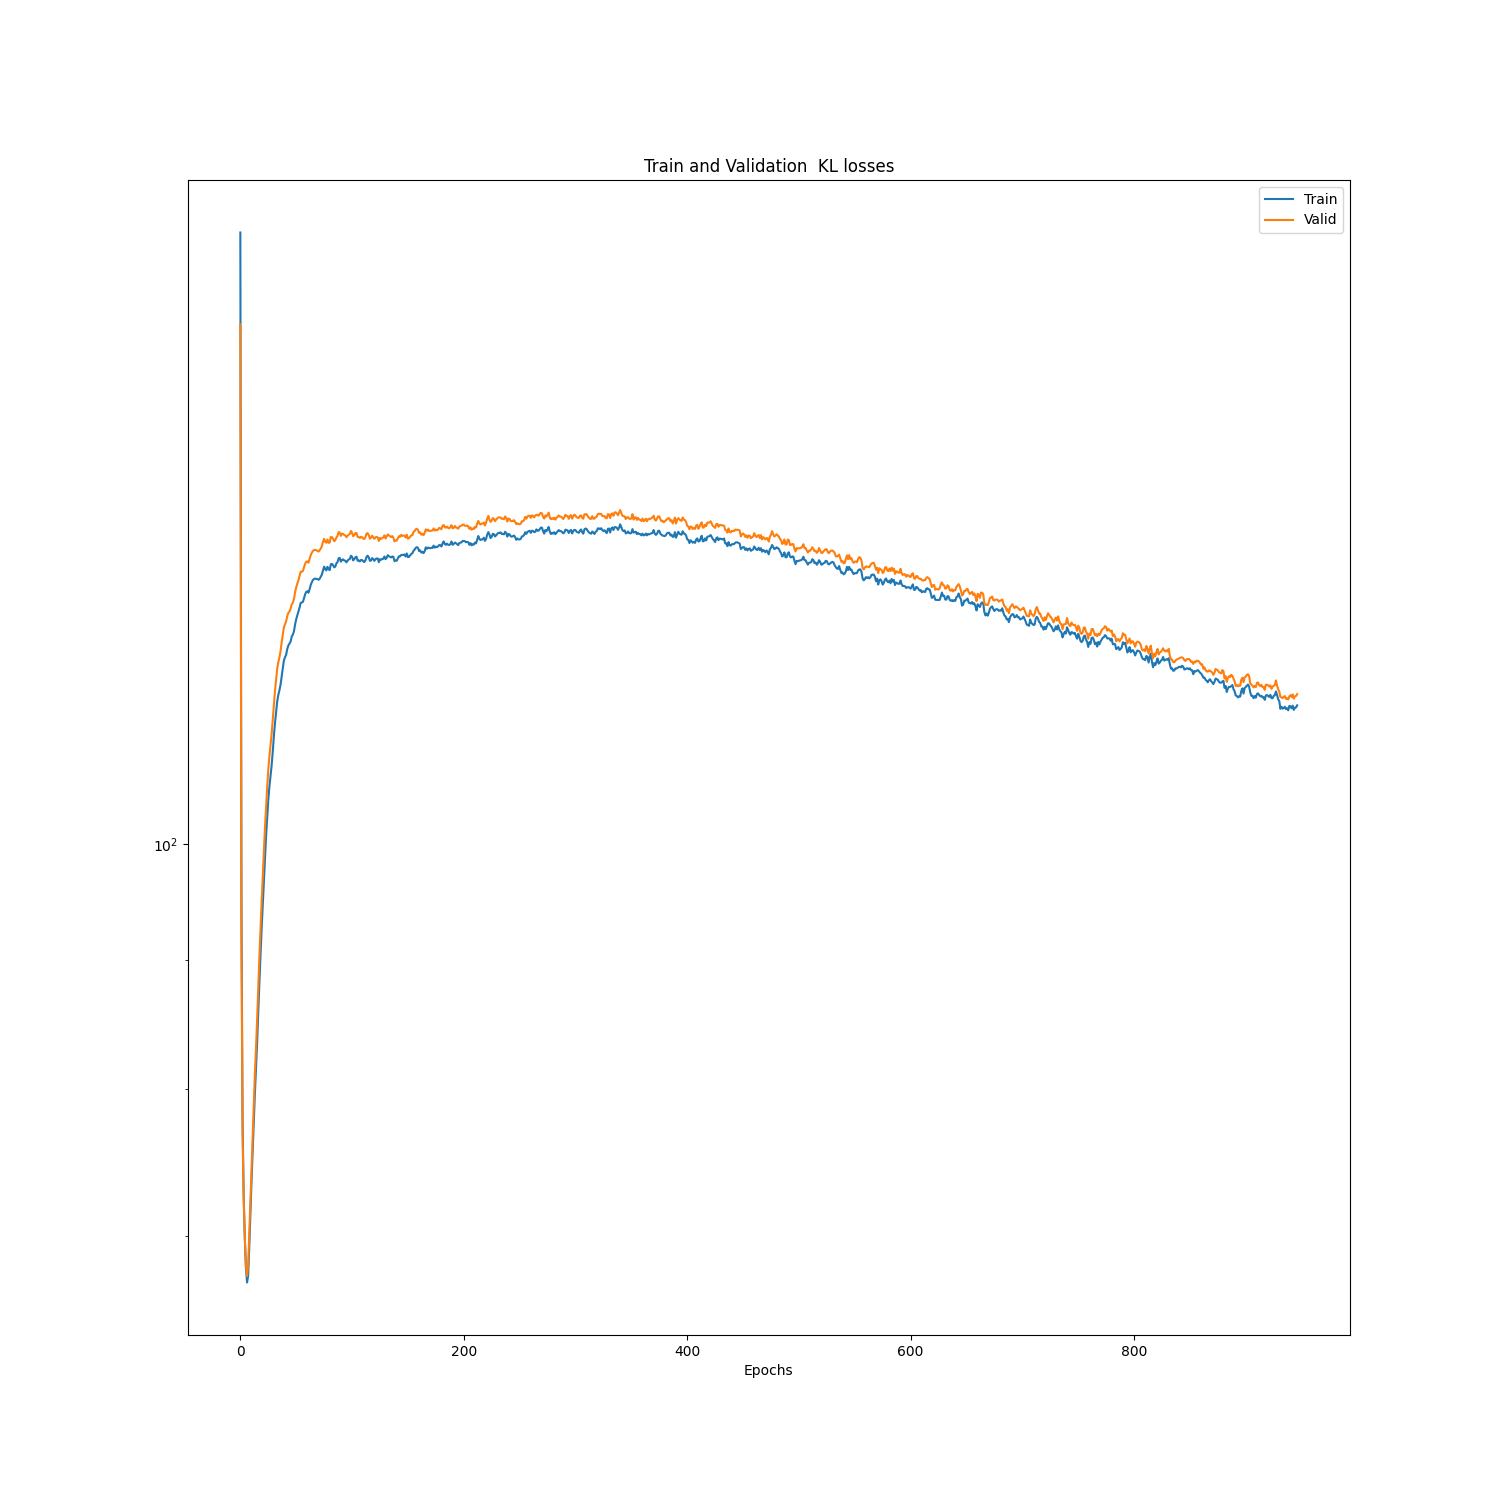 Train and Validation  KL losses
Train
Valid
10²
0 200 400 600 800
Epochs